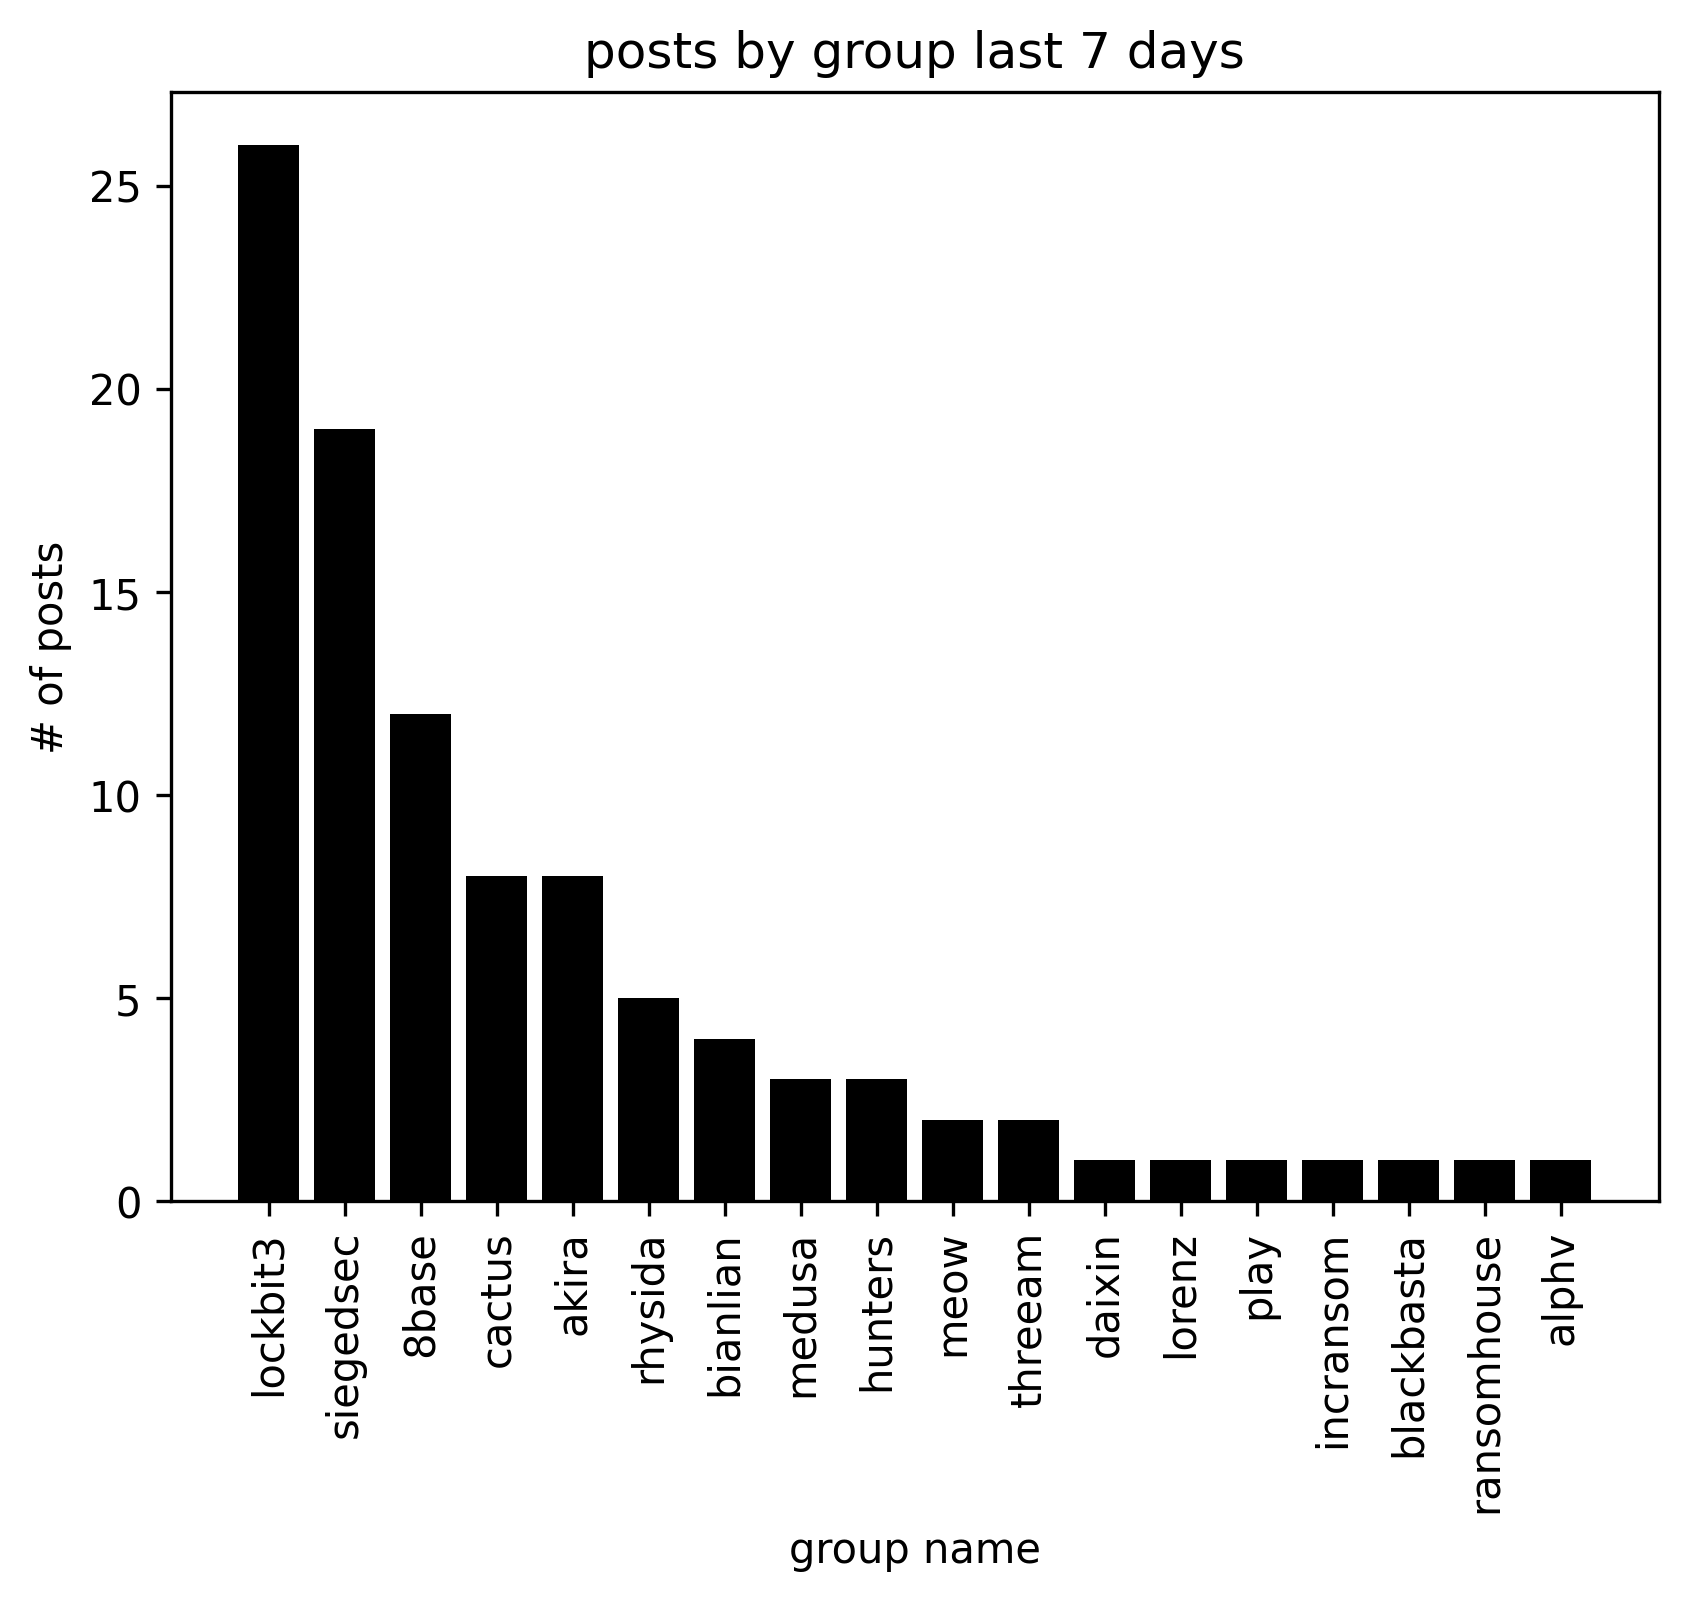 posts by group last 7 days
25
20
15
10
5
0
# of posts
lockbit3
siegedsec
8base
cactus
akira
rhysida
bianlian
medusa
hunters
meow
threeam
daixin
lorenz
play
incransom
blackbasta
ransomhouse
alphv
group name